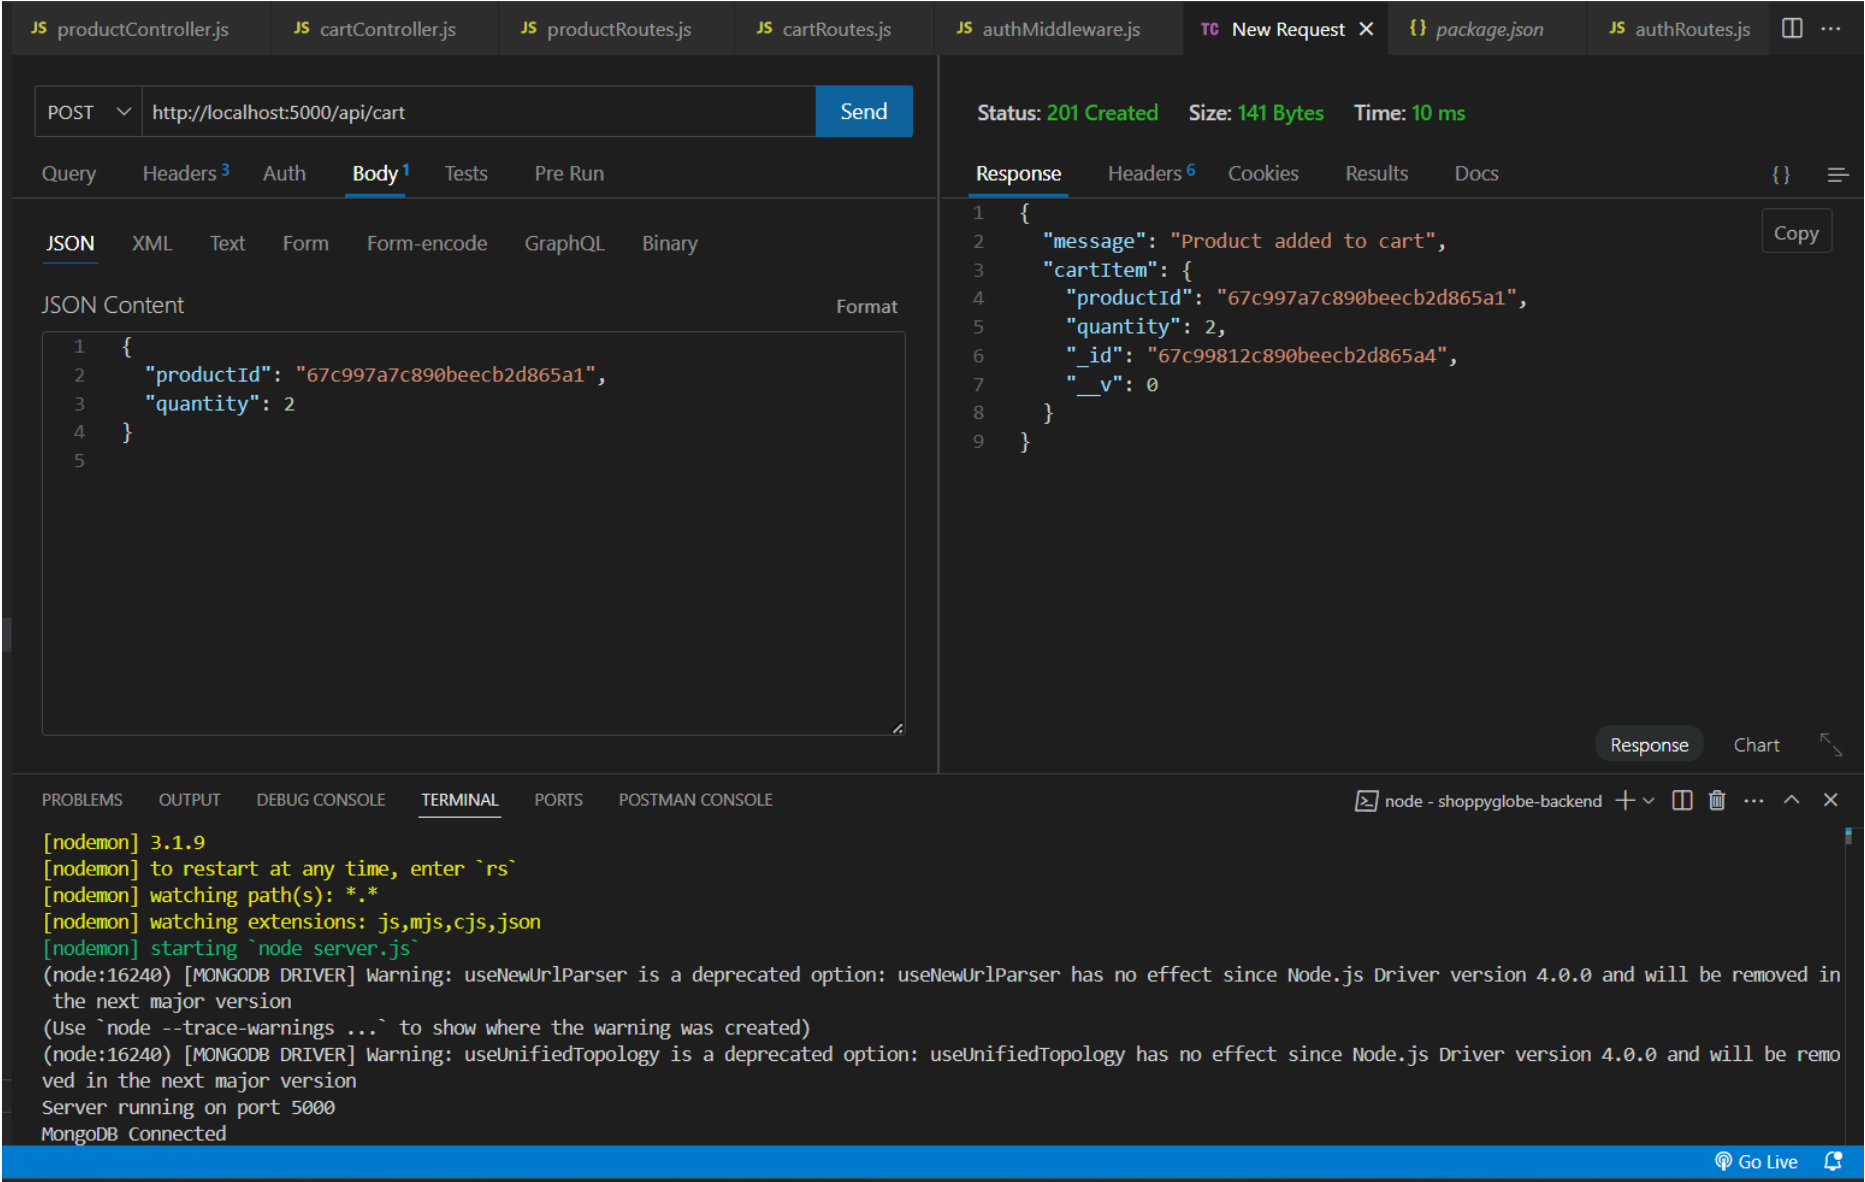 JS productController.js JS cartController.js JS productRoutes.js JS cartRoutes.js JS authMiddleware.js TC New Request {} package.json JS authRoutes.js ...
POST http://localhost:5000/api/cart Send
Query Headers 3 Auth Body 1 Tests Pre Run
JSON XML Text Form Form-encode GraphQL Binary
JSON Content Format
1 {
2 "productId": "67c997a7c890beecb2d865a1",
3 "quantity": 2
4 }
5
Status: 201 Created Size: 141 Bytes Time: 10 ms
Response Headers 6 Cookies Results Docs {}
Copy
1 {
2 "message": "Product added to cart",
3 "cartItem": {
4 "productId": "67c997a7c890beecb2d865a1",
5 "quantity": 2,
6 "_id": "67c99812c890beecb2d865a4",
7 "__v": 0
8 }
9 }
Response Chart
PROBLEMS OUTPUT DEBUG CONSOLE TERMINAL PORTS POSTMAN CONSOLE node - shoppyglobe-backend ...
[nodemon] 3.1.9
[nodemon] to restart at any time, enter `rs`
[nodemon] watching path(s): *.*
[nodemon] watching extensions: js,mjs,cjs,json
[nodemon] starting `node server.js`
(node:16240) [MONGODB DRIVER] Warning: useNewUrlParser is a deprecated option: useNewUrlParser has no effect since Node.js Driver version 4.0.0 and will be removed in
the next major version
(Use `node --trace-warnings ...` to show where the warning was created)
(node:16240) [MONGODB DRIVER] Warning: useUnifiedTopology is a deprecated option: useUnifiedTopology has no effect since Node.js Driver version 4.0.0 and will be remo
ved in the next major version
Server running on port 5000
MongoDB Connected
Go Live